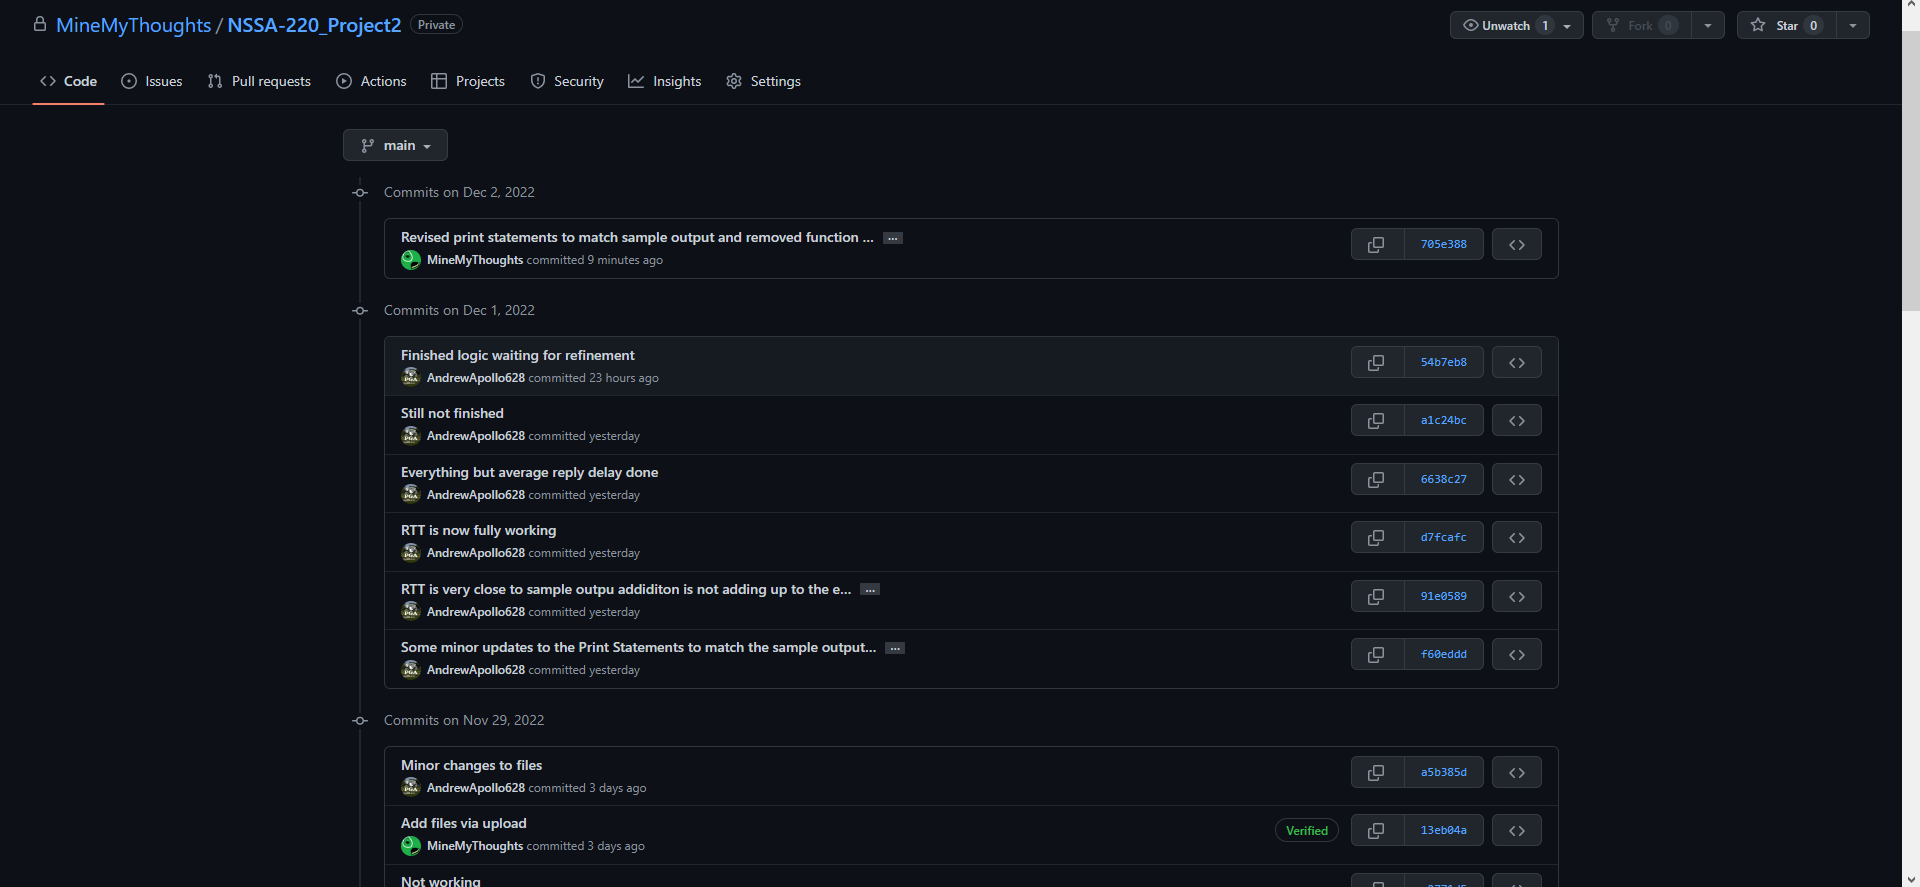 MineMyThoughts / NSSA-220_Project2 Private
Unwatch 1 Fork 0 Star 0
Code Issues Pull requests Actions Projects Security Insights Settings
main
Commits on Dec 2, 2022
Revised print statements to match sample output and removed function ... …
705e388
MineMyThoughts committed 9 minutes ago
Commits on Dec 1, 2022
Finished logic waiting for refinement
54b7eb8
AndrewApollo628 committed 23 hours ago
Still not finished
a1c24bc
AndrewApollo628 committed yesterday
Everything but average reply delay done
6638c27
AndrewApollo628 committed yesterday
RTT is now fully working
d7fcafc
AndrewApollo628 committed yesterday
RTT is very close to sample outpu addiditon is not adding up to the e... …
91e0589
AndrewApollo628 committed yesterday
Some minor updates to the Print Statements to match the sample output... …
f60eddd
AndrewApollo628 committed yesterday
Commits on Nov 29, 2022
Minor changes to files
a5b385d
AndrewApollo628 committed 3 days ago
Add files via upload
Verified 13eb04a
MineMyThoughts committed 3 days ago
Not working